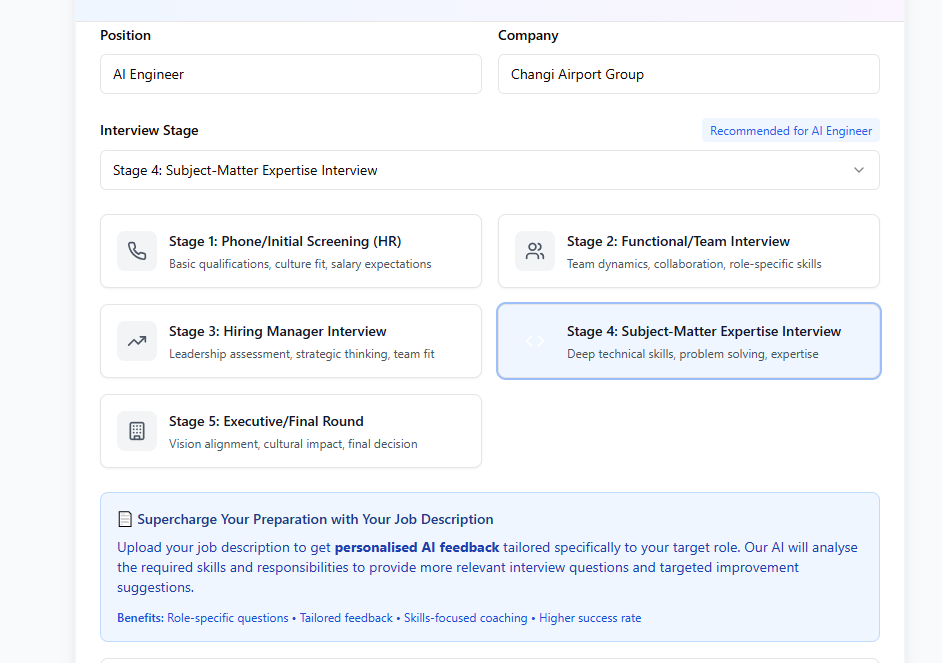 Position
Company
AI Engineer
Changi Airport Group
Interview Stage
Recommended for AI Engineer
Stage 4: Subject-Matter Expertise Interview
Stage 1: Phone/Initial Screening (HR)
Basic qualifications, culture fit, salary expectations
Stage 2: Functional/Team Interview
Team dynamics, collaboration, role-specific skills
Stage 3: Hiring Manager Interview
Leadership assessment, strategic thinking, team fit
Stage 4: Subject-Matter Expertise Interview
Deep technical skills, problem solving, expertise
Stage 5: Executive/Final Round
Vision alignment, cultural impact, final decision
Supercharge Your Preparation with Your Job Description
Upload your job description to get personalised AI feedback tailored specifically to your target role. Our AI will analyse
the required skills and responsibilities to provide more relevant interview questions and targeted improvement
suggestions.
Benefits: Role-specific questions • Tailored feedback • Skills-focused coaching • Higher success rate